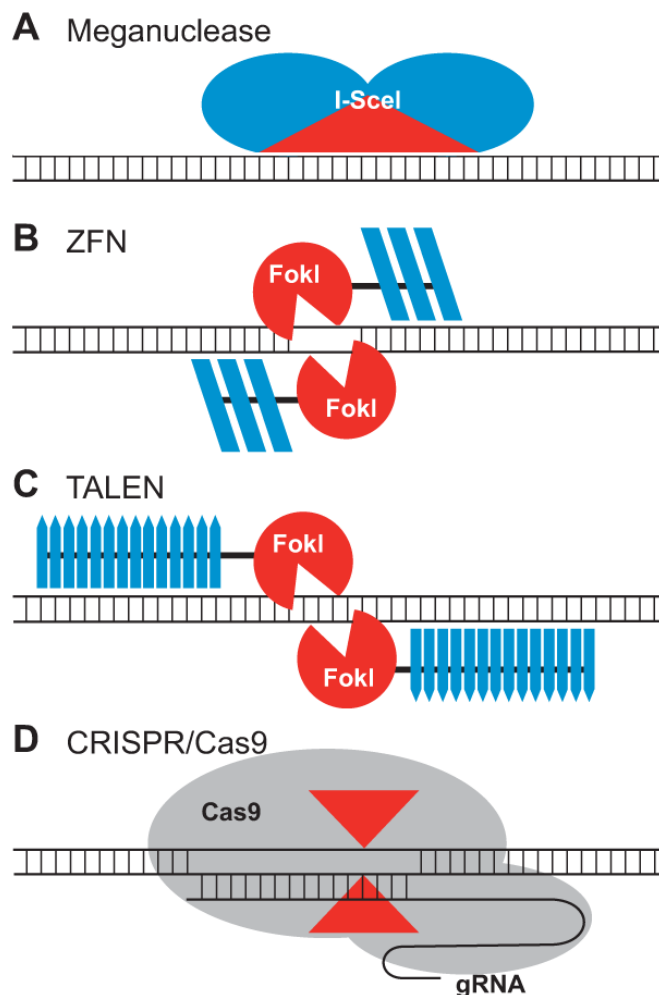 A Meganuclease
I-SceI
B ZFN
FokI
FokI
C TALEN
FokI
FokI
D CRISPR/Cas9
Cas9
gRNA